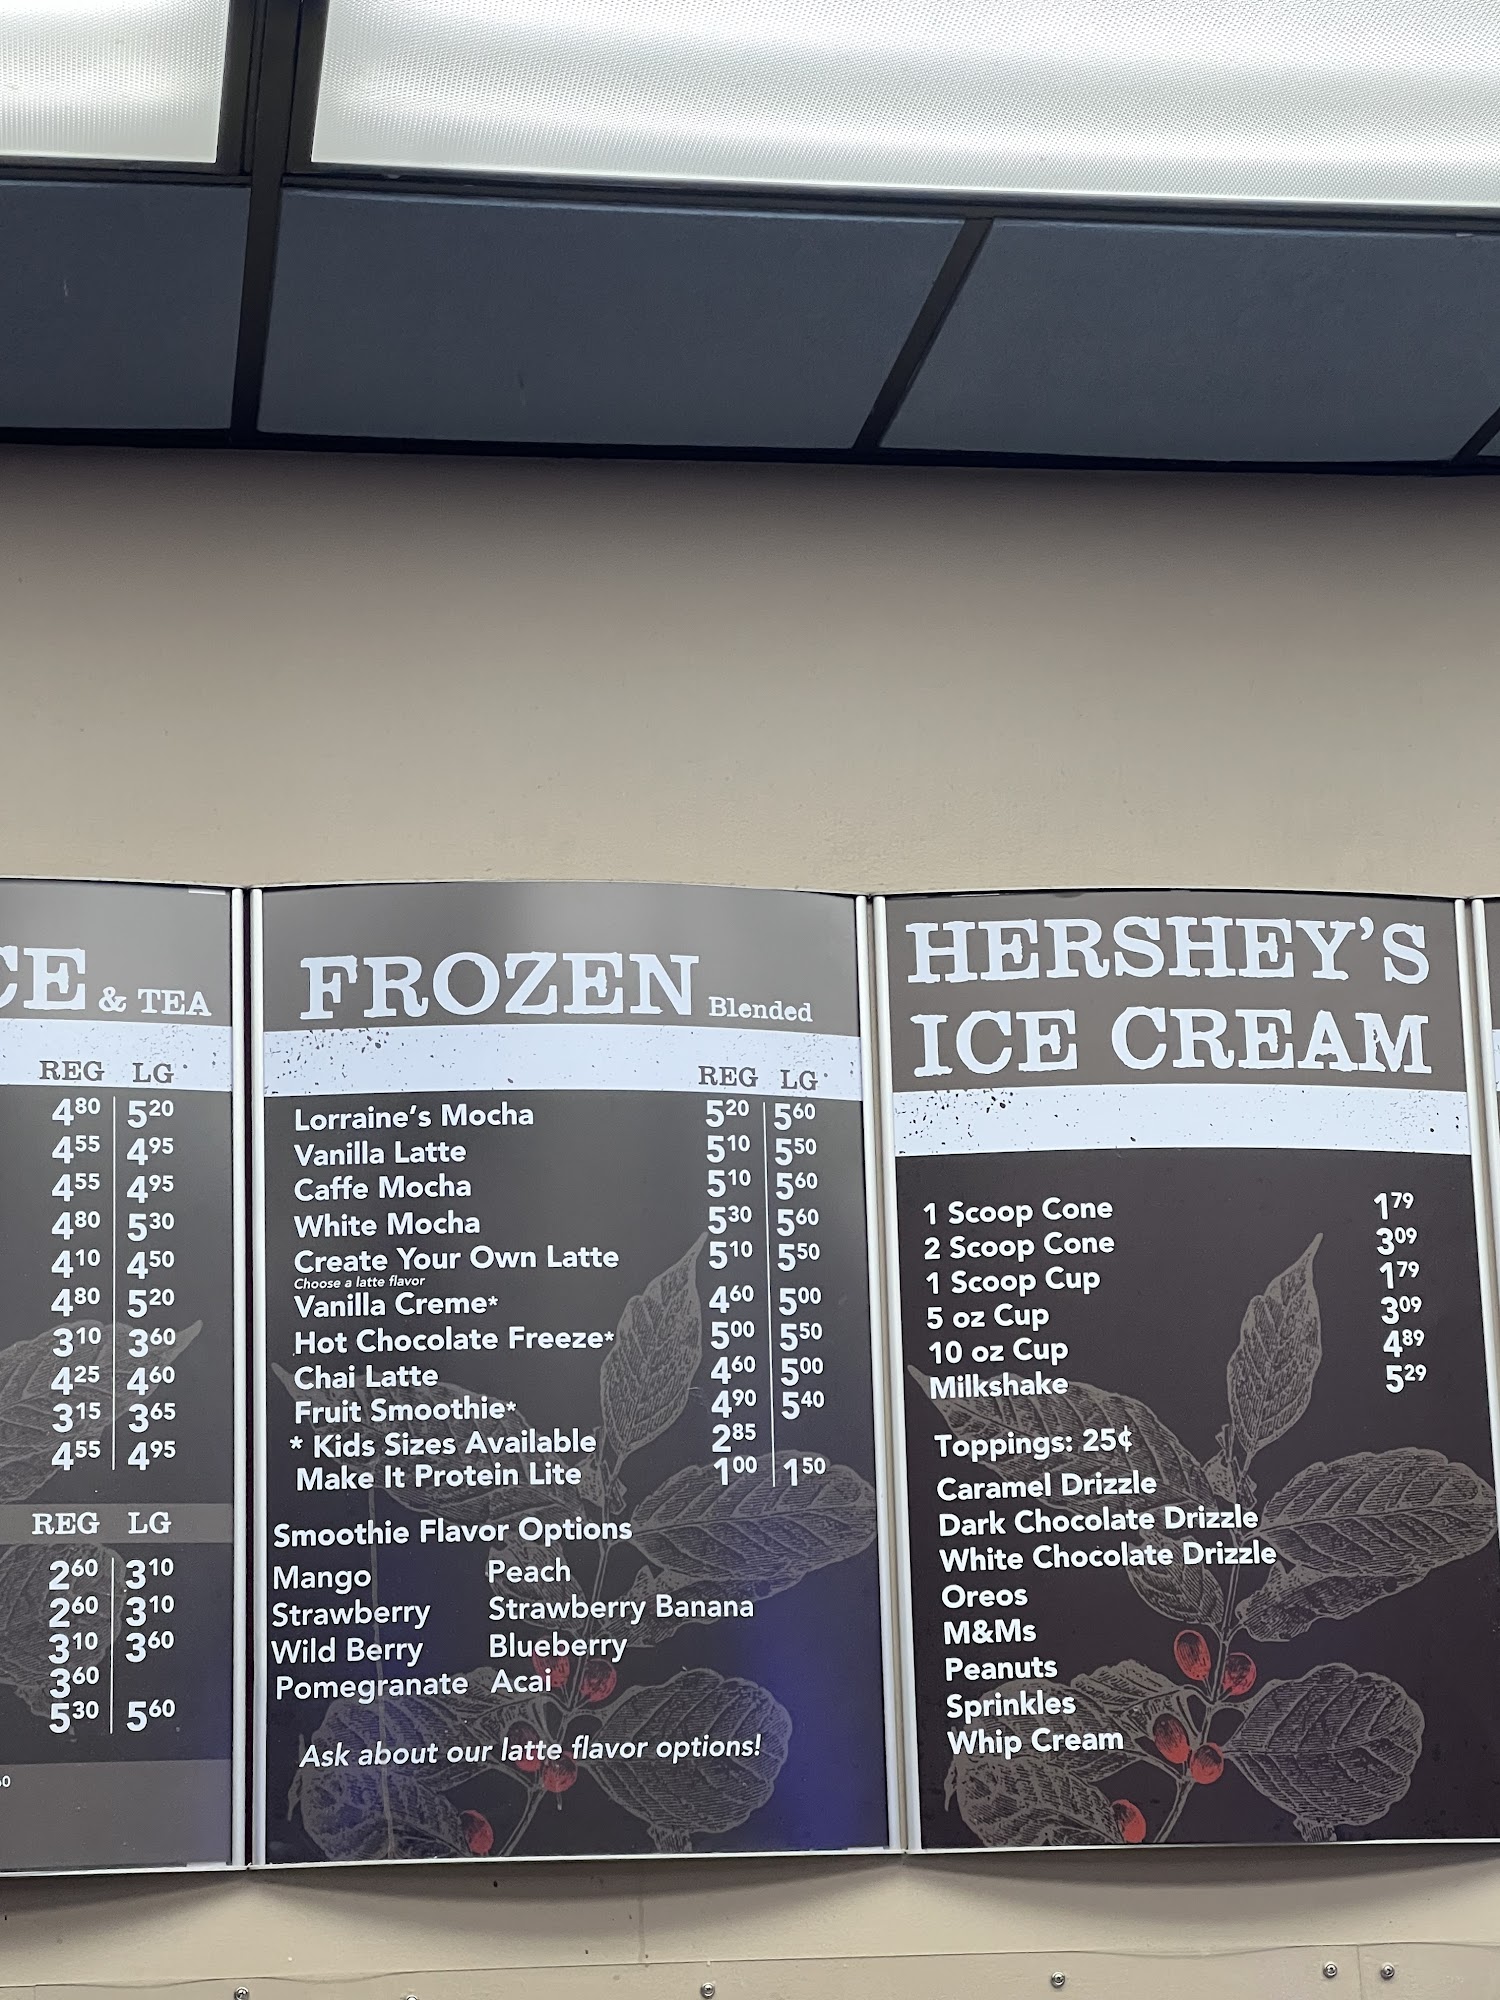 CE & TEA
REG LG
4 80 5 20
4 55 4 95
4 55 4 95
4 80 5 30
4 10 4 50
4 80 5 20
3 10 3 60
4 25 4 60
3 15 3 65
4 55 4 95
REG LG
2 60 3 10
2 60 3 10
3 10 3 60
3 60
5 30 5 60
FROZEN Blended
REG LG
Lorraine's Mocha 5 20 5 60
Vanilla Latte 5 10 5 50
Caffe Mocha 5 10 5 60
White Mocha 5 30 5 60
Create Your Own Latte 5 10 5 50
Choose a latte flavor
Vanilla Creme* 4 60 5 00
Hot Chocolate Freeze* 5 00 5 50
Chai Latte 4 60 5 00
Fruit Smoothie* 4 90 5 40
* Kids Sizes Available 2 85
Make It Protein Lite 1 00 1 50
Smoothie Flavor Options
Mango Peach
Strawberry Strawberry Banana
Wild Berry Blueberry
Pomegranate Acai
Ask about our latte flavor options!
HERSHEY'S
ICE CREAM
1 Scoop Cone 1 79
2 Scoop Cone 3 09
1 Scoop Cup 1 79
5 oz Cup 3 09
10 oz Cup 4 89
Milkshake 5 29
Toppings: 25¢
Caramel Drizzle
Dark Chocolate Drizzle
White Chocolate Drizzle
Oreos
M&Ms
Peanuts
Sprinkles
Whip Cream